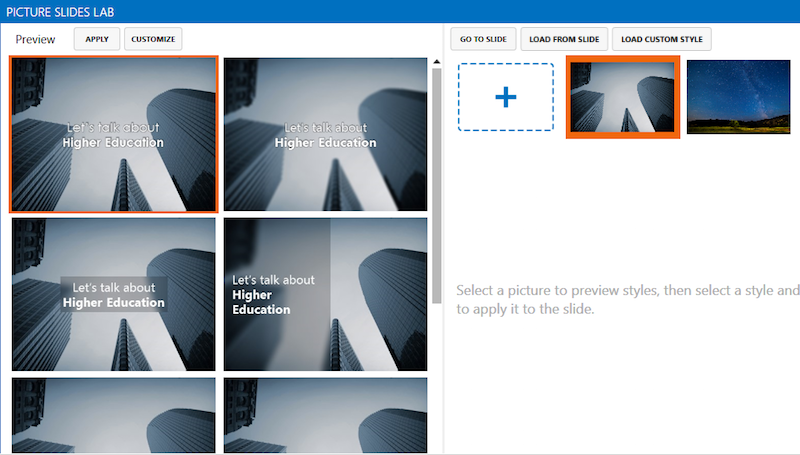 PICTURE SLIDES LAB
Preview
APPLY
CUSTOMIZE
GO TO SLIDE
LOAD FROM SLIDE
LOAD CUSTOM STYLE
Let's talk about
Higher Education
Let's talk about
Higher Education
Let's talk about
Higher Education
Let's talk about
Higher
Education
Select a picture to preview styles, then select a style and
to apply it to the slide.